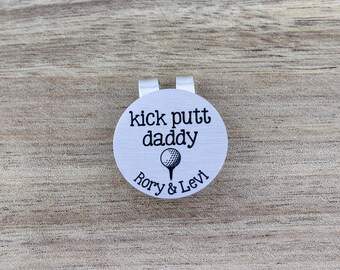 kick putt
daddy
Rory & Levi